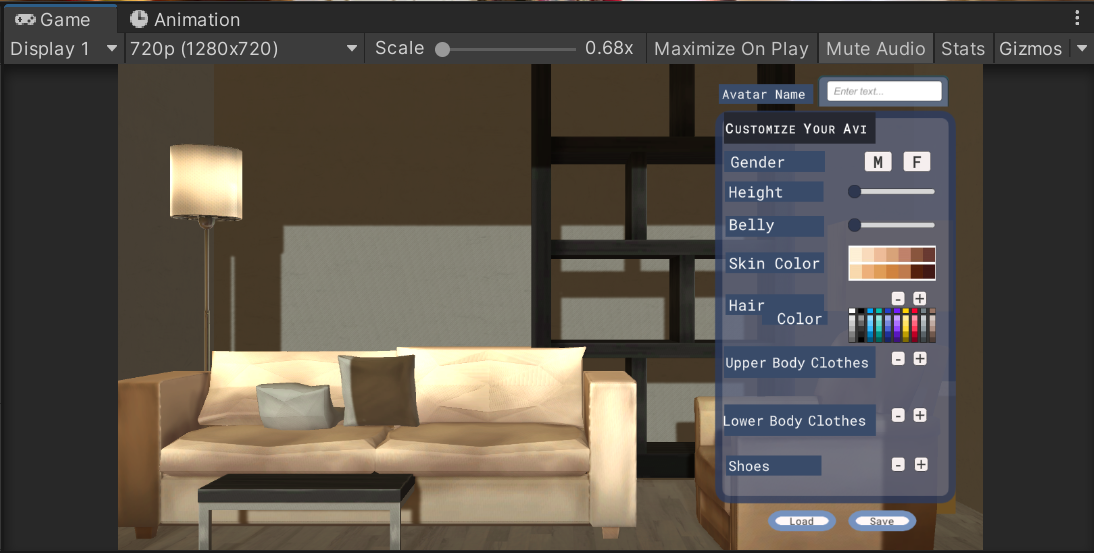 Game Animation
Display 1 720p (1280x720) Scale 0.68x Maximize On Play Mute Audio Stats Gizmos
Avatar Name Enter text...
Customize Your Avi
Gender M F
Height
Belly
Skin Color
Hair - +
Color
Upper Body Clothes - +
Lower Body Clothes - +
Shoes - +
Load Save